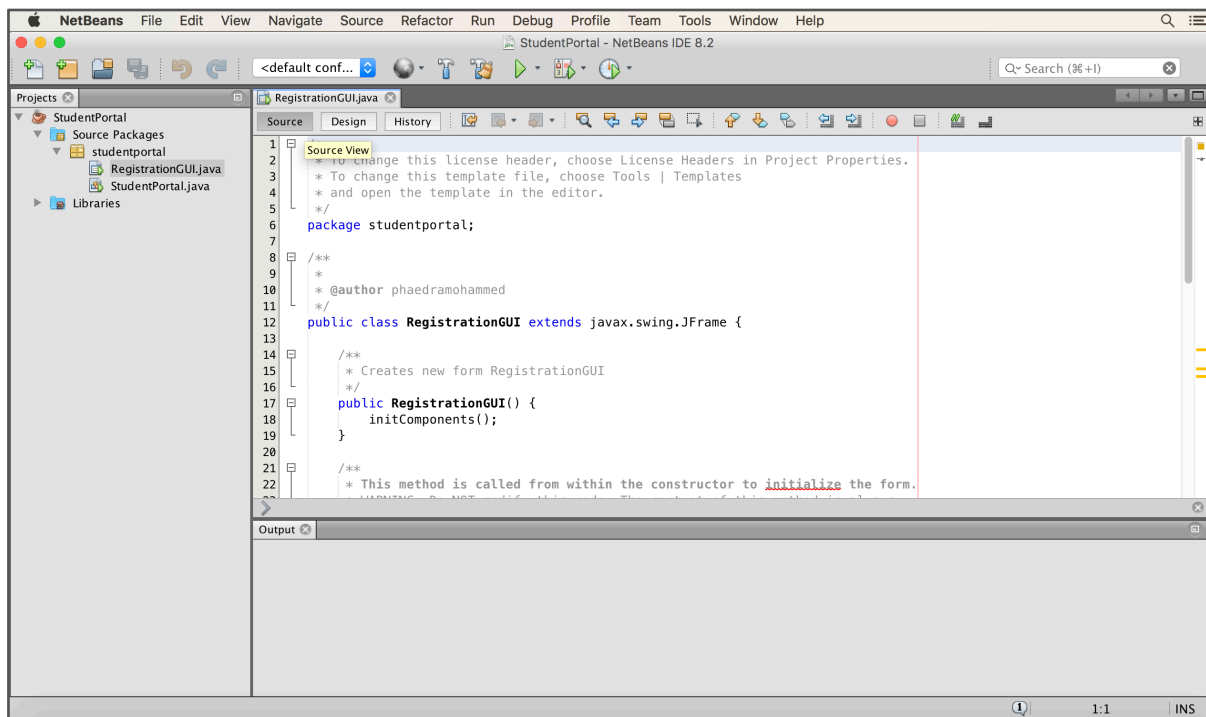 NetBeans File Edit View Navigate Source Refactor Run Debug Profile Team Tools Window Help
StudentPortal - NetBeans IDE 8.2
<default conf...
Search (⌘+I)
Projects
StudentPortal
Source Packages
studentportal
RegistrationGUI.java
StudentPortal.java
Libraries
RegistrationGUI.java
Source Design History
Source View
1
2 * To change this license header, choose License Headers in Project Properties.
3 * To change this template file, choose Tools | Templates
4 * and open the template in the editor.
5 */
6 package studentportal;
7
8 /**
9 *
10 * @author phaedramohammed
11 */
12 public class RegistrationGUI extends javax.swing.JFrame {
13
14 /**
15 * Creates new form RegistrationGUI
16 */
17 public RegistrationGUI() {
18 initComponents();
19 }
20
21 /**
22 * This method is called from within the constructor to initialize the form.
Output
1
1:1 INS